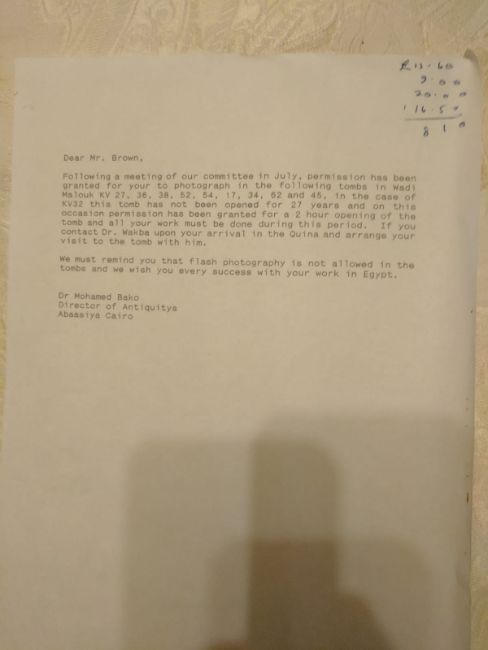 £13.60
9.00
20.00
16.50
810
Dear Mr. Brown,
Following a meeting of our committee in July, permission has been
granted for your to photograph in the following tombs in Wadi
Malouk KV 27, 36, 38, 52, 54, 17, 34, 62 and 45, in the case of
KV32 this tomb has not been opened for 27 years and on this
occasion permission has been granted for a 2 hour opening of the
tomb and all your work must be done during this period. If you
contact Dr. Wakba upon your arrival in the Quina and arrange your
visit to the tomb with him.
We must remind you that flash photography is not allowed in the
tombs and we wish you every success with your work in Egypt.
Dr Mohamed Bako
Director of Antiquitys
Abaasiya Cairo